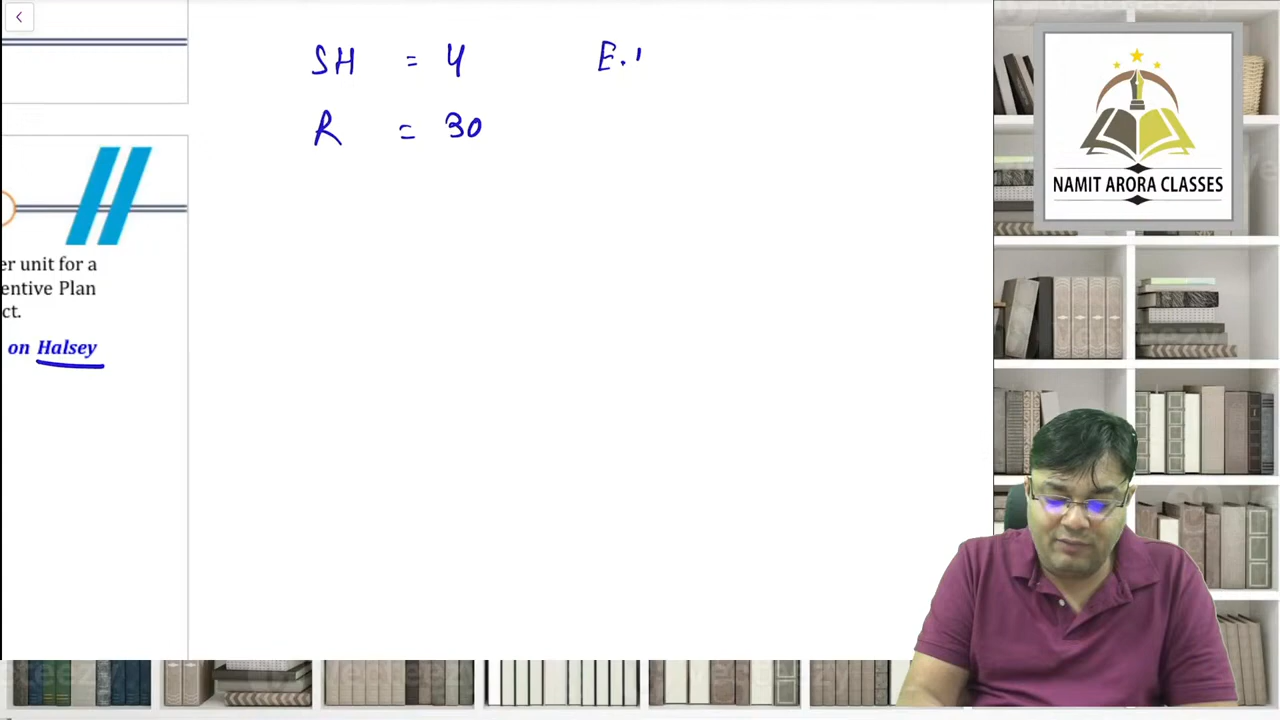 SH = 4 E.
R = 30
er unit for a
entive Plan
ct.
on Halsey
NAMIT ARORA CLASSES